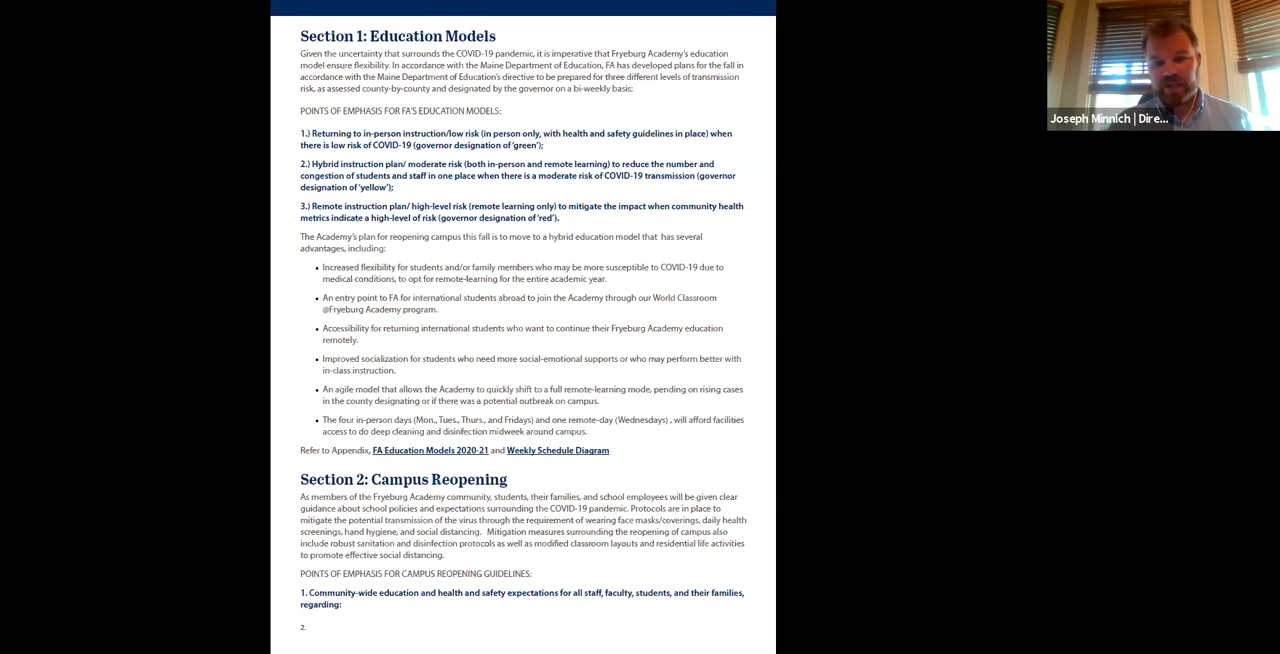 Section 1: Education Models
Given the uncertainty that surrounds the COVID-19 pandemic, it is imperative that Fryeburg Academy's education
model ensure flexibility. In accordance with the Maine Department of Education, FA has developed plans for the fall in
accordance with the Maine Department of Education's directive to be prepared for three different levels of transmission
risk, as assessed county-by-county and designated by the governor on a bi-weekly basis:
POINTS OF EMPHASIS FOR FA'S EDUCATION MODELS:
1.) Returning to in-person instruction/low risk (in person only, with health and safety guidelines in place) when
there is low risk of COVID-19 (governor designation of 'green');
2.) Hybrid instruction plan/ moderate risk (both in-person and remote learning) to reduce the number and
congestion of students and staff in one place when there is a moderate risk of COVID-19 transmission (governor
designation of 'yellow');
3.) Remote instruction plan/ high-level risk (remote learning only) to mitigate the impact when community health
metrics indicate a high-level of risk (governor designation of 'red').
The Academy's plan for reopening campus this fall is to move to a hybrid education model that has several
advantages, including:
• Increased flexibility for students and/or family members who may be more susceptible to COVID-19 due to
medical conditions, to opt for remote-learning for the entire academic year.
• An entry point to FA for international students abroad to join the Academy through our World Classroom
@Fryeburg Academy program.
• Accessibility for returning international students who want to continue their Fryeburg Academy education
remotely.
• Improved socialization for students who need more social-emotional supports or who may perform better with
in-class instruction.
• An agile model that allows the Academy to quickly shift to a full remote-learning mode, pending on rising cases
in the county designating or if there was a potential outbreak on campus.
• The four in-person days (Mon., Tues., Thurs., and Fridays) and one remote-day (Wednesdays) , will afford facilities
access to do deep cleaning and disinfection midweek around campus.
Refer to Appendix, FA Education Models 2020-21 and Weekly Schedule Diagram
Section 2: Campus Reopening
As members of the Fryeburg Academy community, students, their families, and school employees will be given clear
guidance about school policies and expectations surrounding the COVID-19 pandemic. Protocols are in place to
mitigate the potential transmission of the virus through the requirement of wearing face masks/coverings, daily health
screenings, hand hygiene, and social distancing. Mitigation measures surrounding the reopening of campus also
include robust sanitation and disinfection protocols as well as modified classroom layouts and residential life activities
to promote effective social distancing.
POINTS OF EMPHASIS FOR CAMPUS REOPENING GUIDELINES:
1. Community-wide education and health and safety expectations for all staff, faculty, students, and their families,
regarding:
2.
Joseph Minnich | Dire...